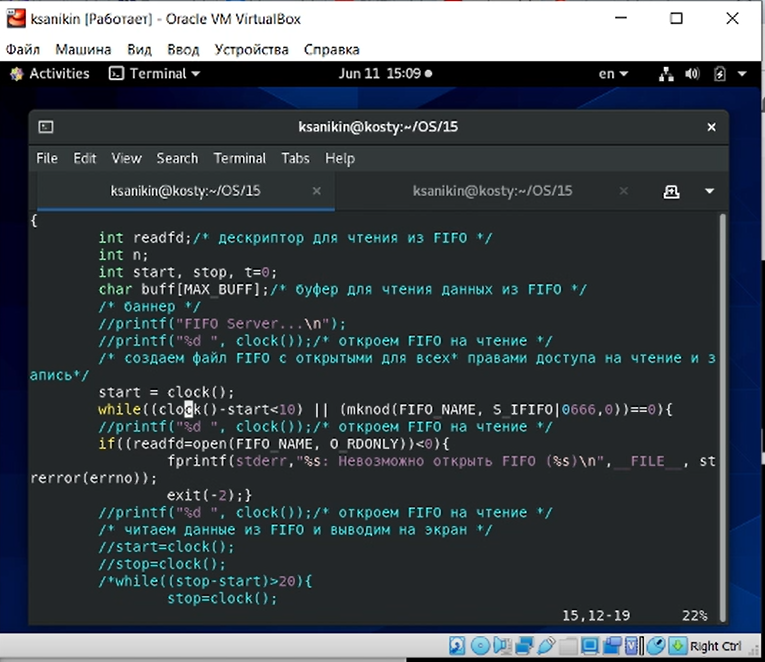 ksanikin [Работает] - Oracle VM VirtualBox
Файл Машина Вид Ввод Устройства Справка
Activities Terminal Jun 11 15:09 en
ksanikin@kosty:~/OS/15
File Edit View Search Terminal Tabs Help
ksanikin@kosty:~/OS/15 ksanikin@kosty:~/OS/15
{
int readfd;/* дескриптор для чтения из FIFO */
int n;
int start, stop, t=0;
char buff[MAX_BUFF];/* буфер для чтения данных из FIFO */
/* баннер */
//printf("FIFO Server...\n");
//printf("%d ", clock());/* откроем FIFO на чтение */
/* создаем файл FIFO с открытыми для всех* правами доступа на чтение и з
апись*/
start = clock();
while((clock()-start<10) || (mknod(FIFO_NAME, S_IFIFO|0666,0))==0){
//printf("%d ", clock());/* откроем FIFO на чтение */
if((readfd=open(FIFO_NAME, O_RDONLY))<0){
fprintf(stderr,"%s: Невозможно открыть FIFO (%s)\n",__FILE__, st
rerror(errno));
exit(-2);}
//printf("%d ", clock());/* откроем FIFO на чтение */
/* читаем данные из FIFO и выводим на экран */
//start=clock();
//stop=clock();
/*while((stop-start)>20){
stop=clock();
15,12-19 22%
Right Ctrl